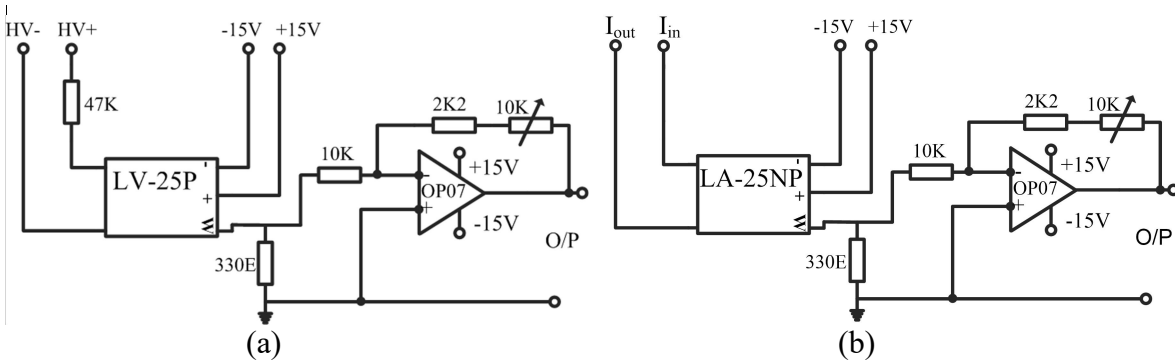 HV- HV+ -15V +15V
47K
LV-25P
-
+
M
10K
2K2 10K
+15V
-
OP07
+
-15V
330E
O/P
(a)
Iout Iin -15V +15V
LA-25NP
-
+
M
10K
2K2 10K
+15V
-
OP07
+
-15V
330E
O/P
(b)